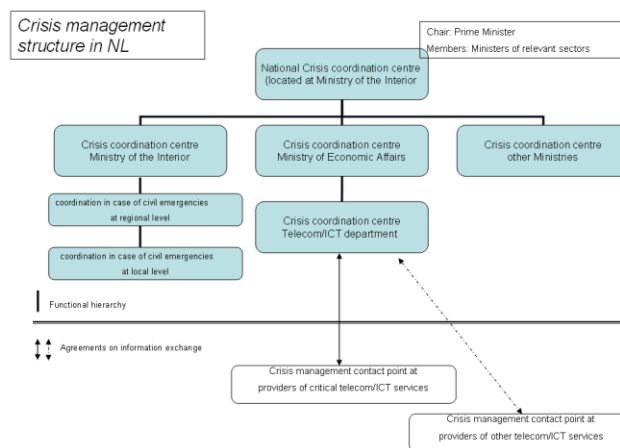 Crisis management
structure in NL
Chair: Prime Minister
Members: Ministers of relevant sectors
National Crisis coordination centre
(located at Ministry of the Interior
Crisis coordination centre
Ministry of the Interior
Crisis coordination centre
Ministry of Economic Affairs
Crisis coordination centre
other Ministries
coordination in case of civil emergencies
at regional level
Crisis coordination centre
Telecom/ICT department
coordination in case of civil emergencies
at local level
Functional hierarchy
Agreements on information exchange
Crisis management contact point at
providers of critical telecom/ICT services
Crisis management contact point at
providers of other telecom/ICT services